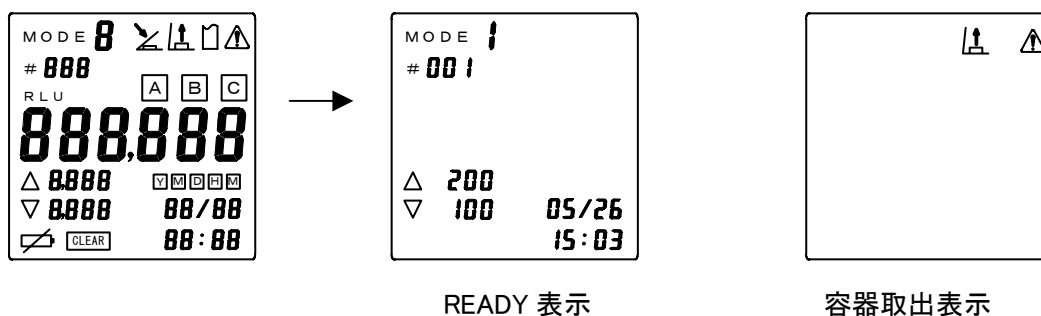 MODE 8
# 888
RLU A B C
888,888
△ 8,888 Y M D H M
▽ 8,888 88/88
CLEAR 88:88
MODE 1
# 001
△ 200
▽ 100 05/26
15:03
READY 表示
容器取出表示